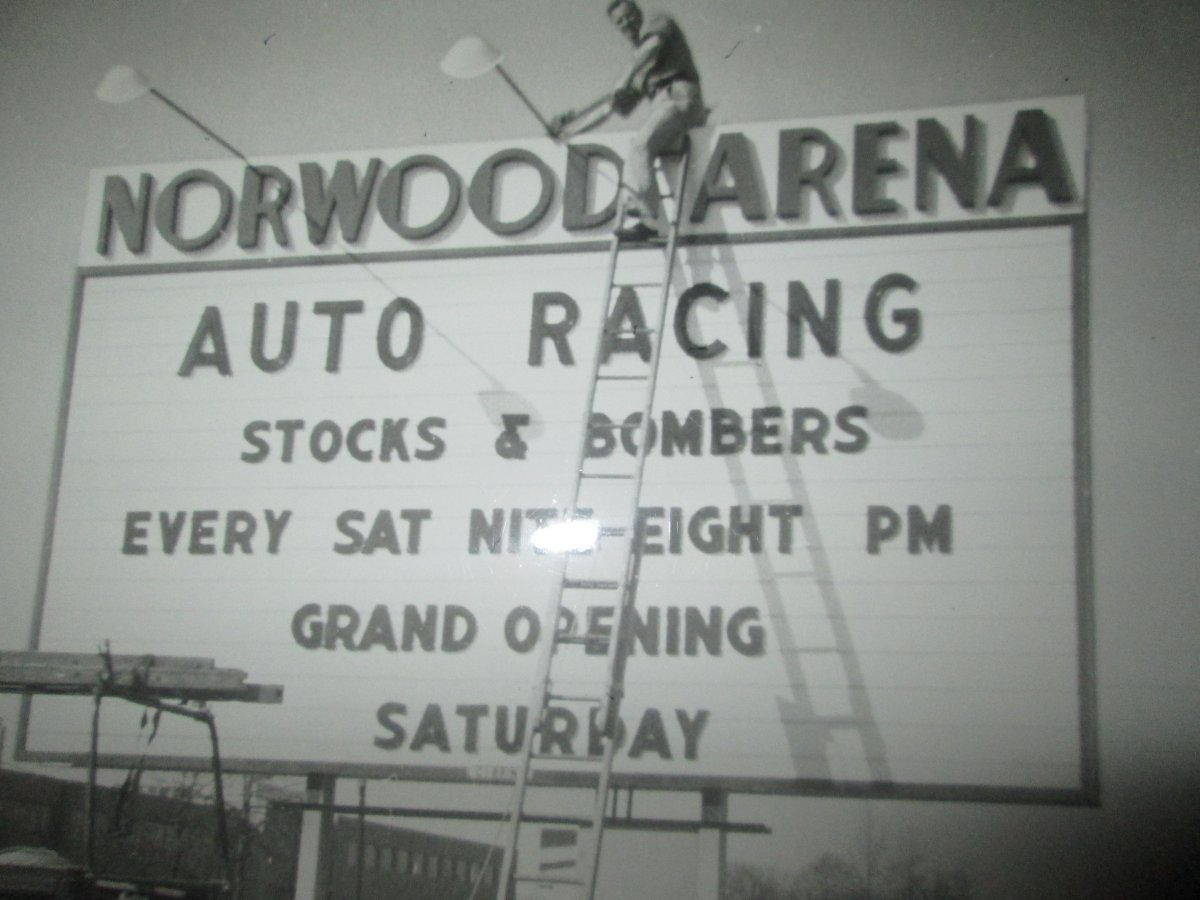 NORWOOD ARENA
AUTO RACING
STOCKS & BOMBERS
EVERY SAT NITE EIGHT PM
GRAND OPENING
SATURDAY